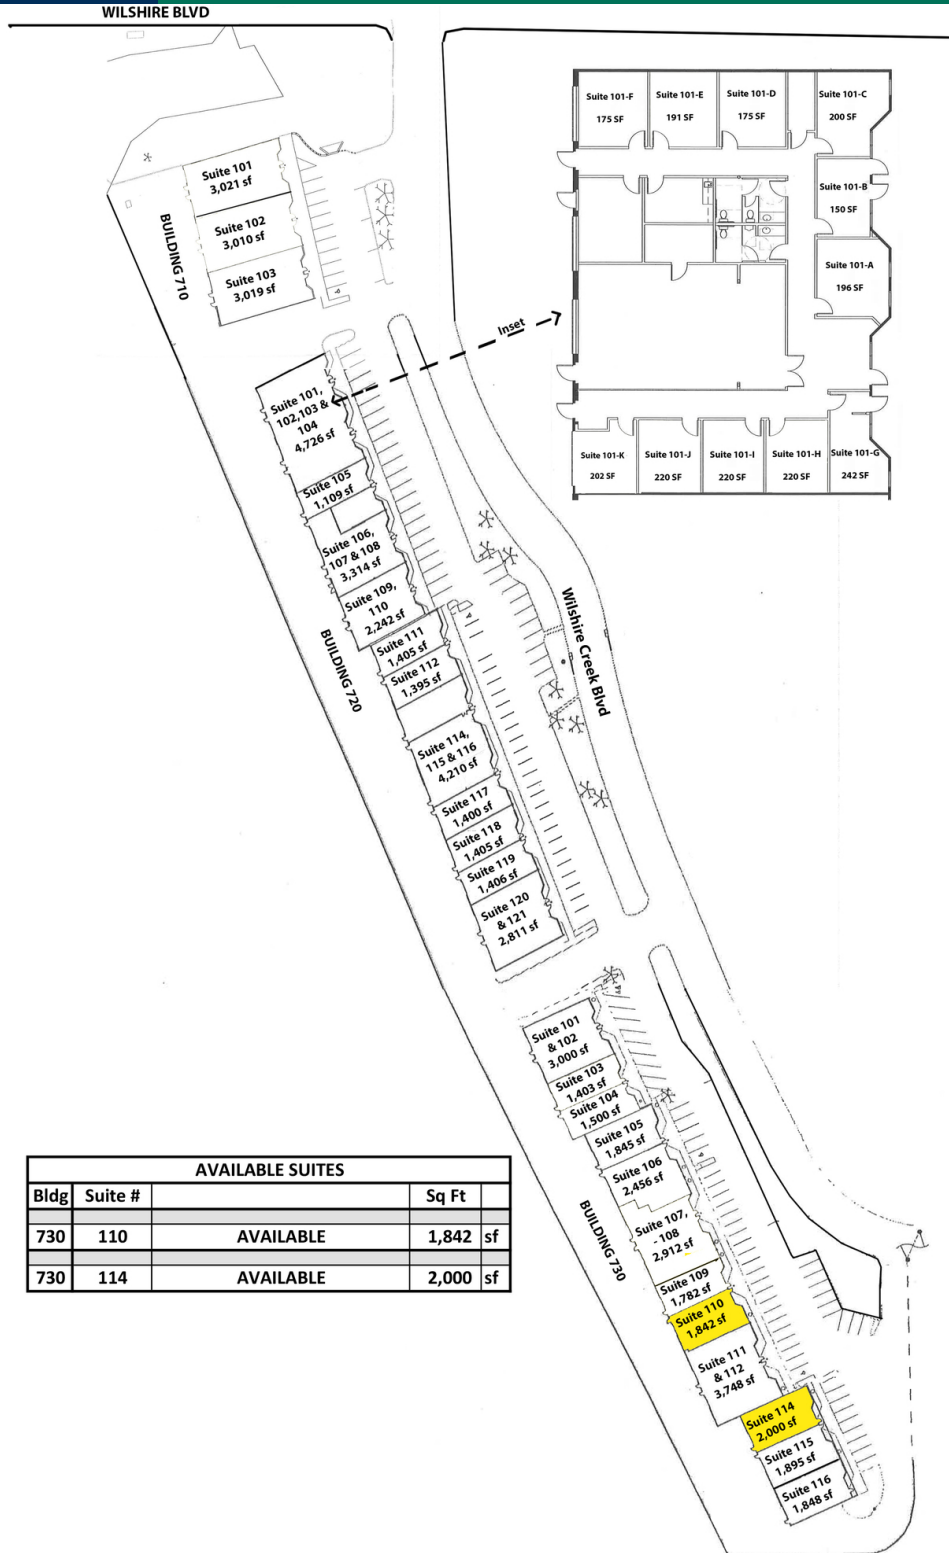 WILSHIRE BLVD
Suite 101-F
175 SF
Suite 101-E
191 SF
Suite 101-D
175 SF
Suite 101-C
200 SF
Suite 101-B
150 SF
Suite 101-A
196 SF
Suite 101-K
202 SF
Suite 101-J
220 SF
Suite 101-I
220 SF
Suite 101-H
220 SF
Suite 101-G
242 SF
Inset
BUILDING 710
Suite 101
3,021 sf
Suite 102
3,010 sf
Suite 103
3,019 sf
Suite 101,
102,103 &
104
4,726 sf
Suite 105
1,109 sf
Suite 106,
107 & 108
3,314 sf
Suite 109,
110
2,242 sf
BUILDING 720
Suite 111
1,405 sf
Suite 112
1,395 sf
Suite 114,
115 & 116
4,210 sf
Suite 117
1,400 sf
Suite 118
1,405 sf
Suite 119
1,406 sf
Suite 120
& 121
2,811 sf
Wilshire Creek Blvd
Suite 101
& 102
3,000 sf
Suite 103
1,403 sf
Suite 104
1,500 sf
Suite 105
1,845 sf
Suite 106
2,456 sf
BUILDING 730
Suite 107,
- 108
2,912 sf
Suite 109
1,782 sf
Suite 110
1,842 sf
Suite 111
& 112
3,748 sf
Suite 114
2,000 sf
Suite 115
1,895 sf
Suite 116
1,848 sf
AVAILABLE SUITES
Bldg Suite # Sq Ft
730 110 AVAILABLE 1,842 sf
730 114 AVAILABLE 2,000 sf